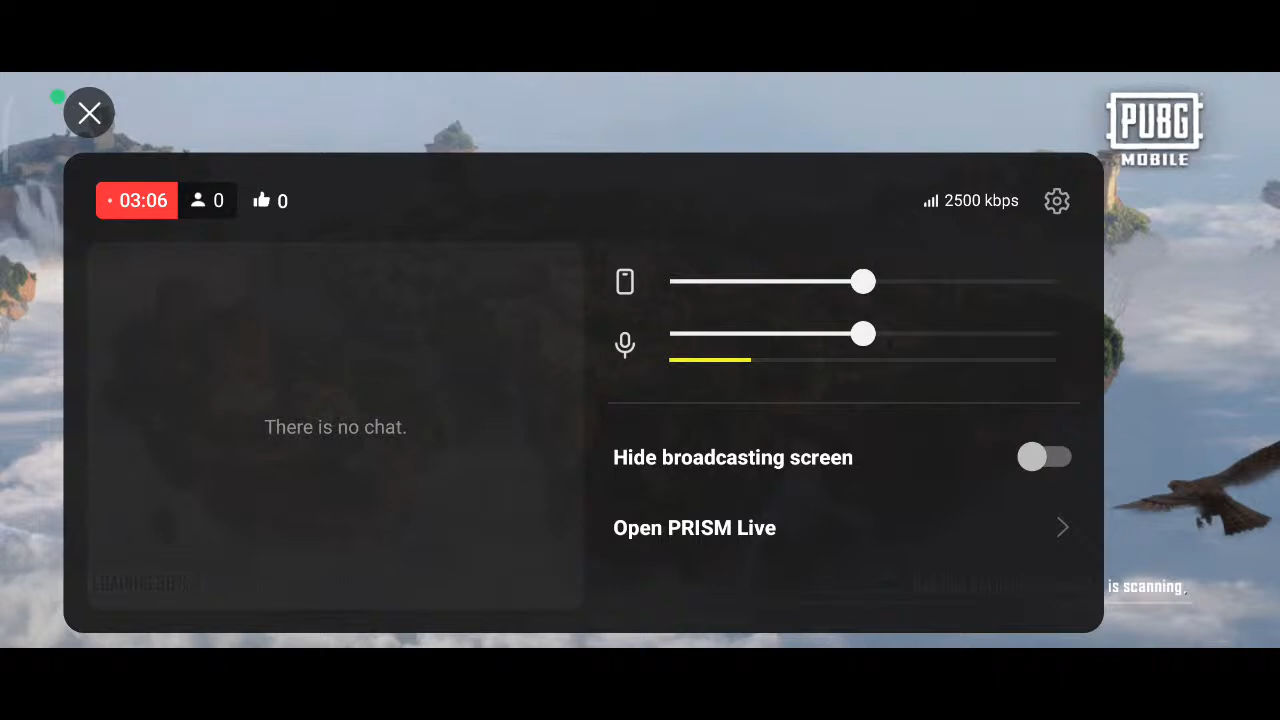 PUBG
MOBILE
03:06 0 0
2500 kbps
There is no chat.
Hide broadcasting screen
Open PRISM Live
is scanning.